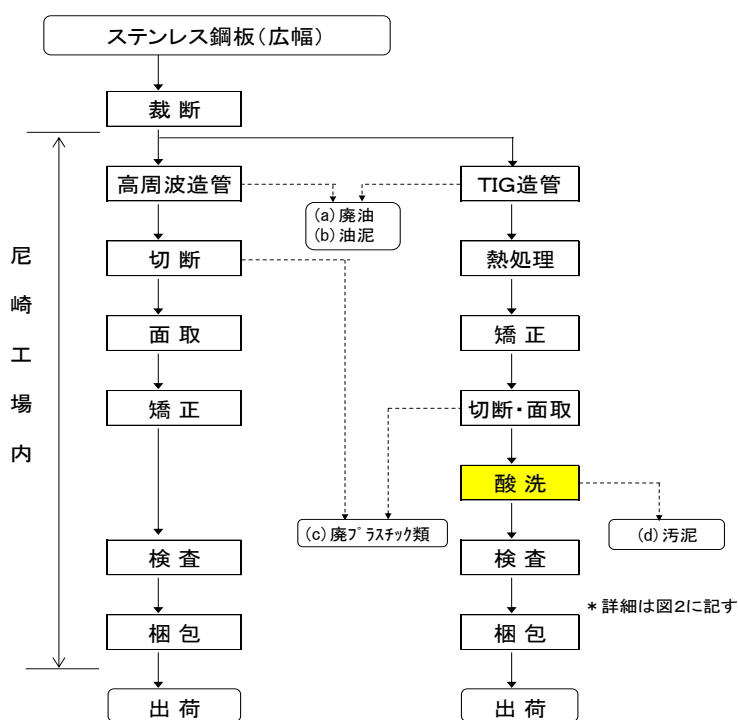 ステンレス鋼板(広幅)
裁 断
高周波造管
TIG造管
(a) 廃油
(b) 油泥
切 断
熱処理
面 取
矯 正
矯 正
切断・面取
酸 洗
(c) 廃プラスチック類
(d) 汚泥
検 査
検 査
*詳細は図2に記す
梱 包
梱 包
出 荷
出 荷
尼崎工場内